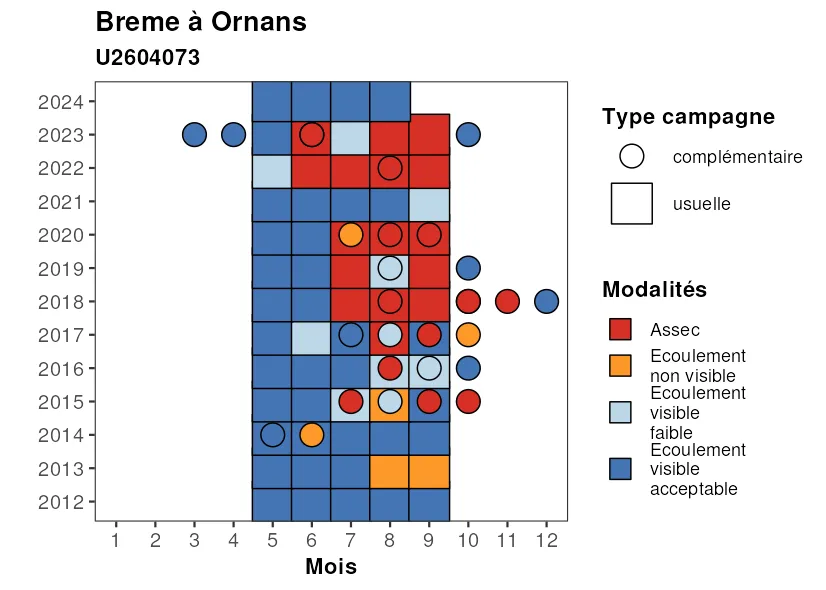 Breme à Ornans
U2604073
2024
2023
2022
2021
2020
2019
2018
2017
2016
2015
2014
2013
2012
1 2 3 4 5 6 7 8 9 10 11 12
Mois
Type campagne
complémentaire
usuelle
Modalités
Assec
Ecoulement
non visible
Ecoulement
visible
faible
Ecoulement
visible
acceptable